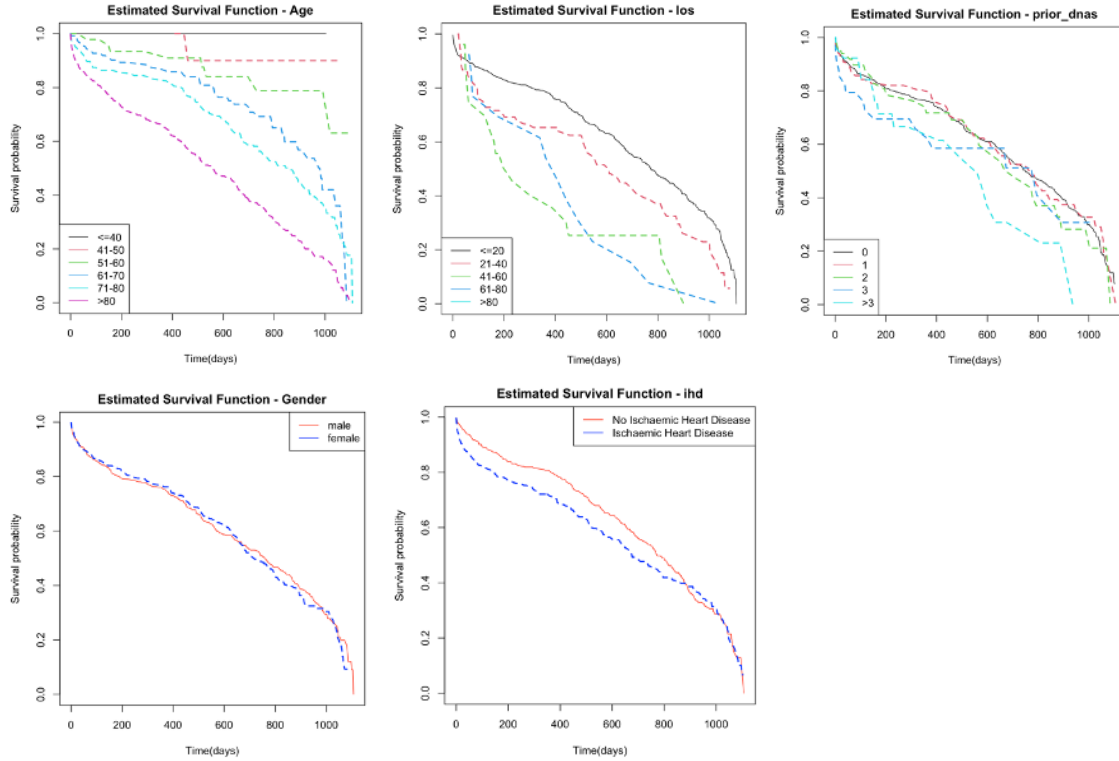 Estimated Survival Function - Age
Survival probability
1.0
0.8
0.6
0.4
0.2
0.0
<=40
41-50
51-60
61-70
71-80
>80
0 200 400 600 800 1000
Time(days)
Estimated Survival Function - los
Survival probability
1.0
0.8
0.6
0.4
0.2
0.0
<=20
21-40
41-60
61-80
>80
0 200 400 600 800 1000
Time(days)
Estimated Survival Function - prior_dnas
Survival probability
1.0
0.8
0.6
0.4
0.2
0.0
0
1
2
3
>3
0 200 400 600 800 1000
Time(days)
Estimated Survival Function - Gender
Survival probability
1.0
0.8
0.6
0.4
0.2
0.0
male
female
0 200 400 600 800 1000
Time(days)
Estimated Survival Function - ihd
Survival probability
1.0
0.8
0.6
0.4
0.2
0.0
No Ischaemic Heart Disease
Ischaemic Heart Disease
0 200 400 600 800 1000
Time(days)